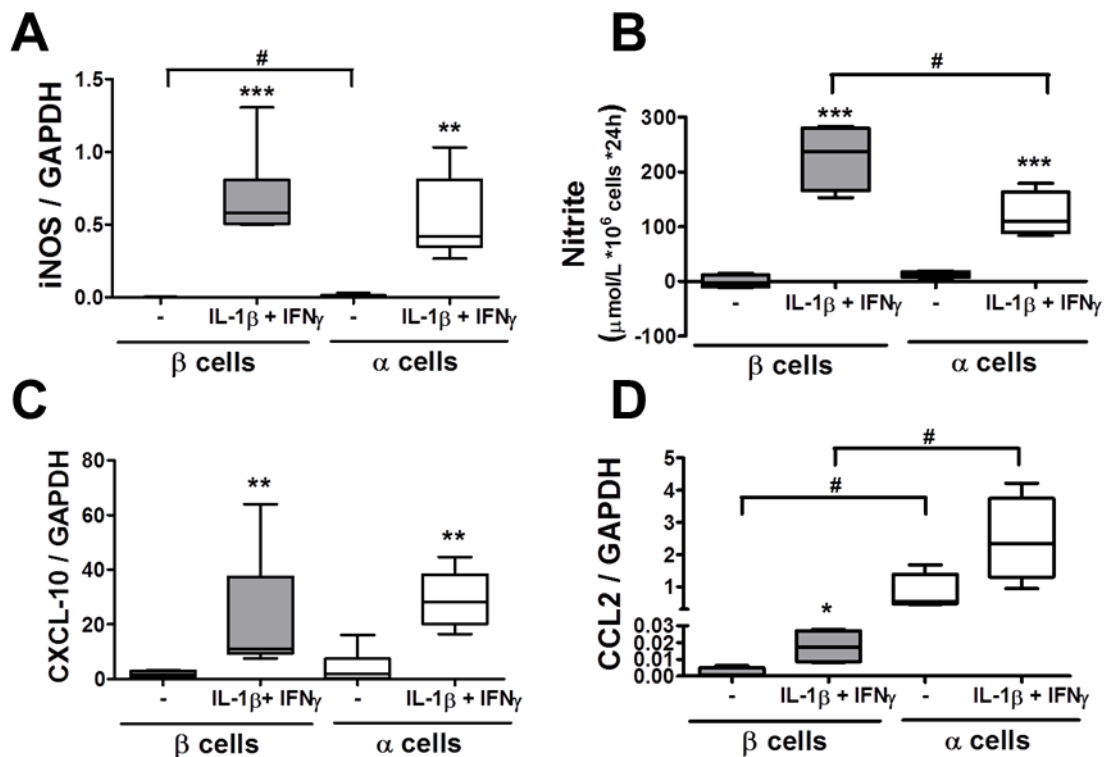 A
iNOS / GAPDH
1.5
1.0
0.5
0.0
#
***
**
-
IL-1β + IFNγ
-
IL-1β + IFNγ
β cells
α cells
B
Nitrite
(μmol/L *10⁶ cells *24h)
300
200
100
0
-100
#
***
***
-
IL-1β + IFNγ
-
IL-1β + IFNγ
β cells
α cells
C
CXCL-10 / GAPDH
80
60
40
20
0
**
**
-
IL-1β+ IFNγ
-
IL-1β + IFNγ
β cells
α cells
D
CCL2 / GAPDH
5
4
3
2
1
0.03
0.02
0.01
0.00
#
#
*
-
IL-1β + IFNγ
-
IL-1β + IFNγ
β cells
α cells